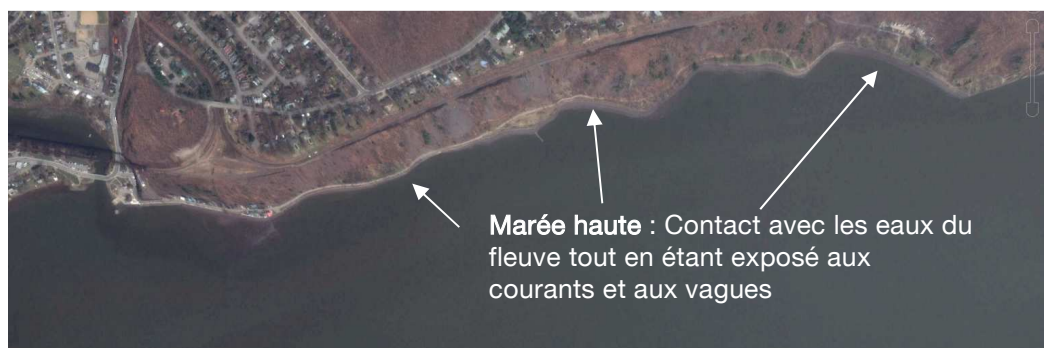 Marée haute : Contact avec les eaux du
fleuve tout en étant exposé aux
courants et aux vagues